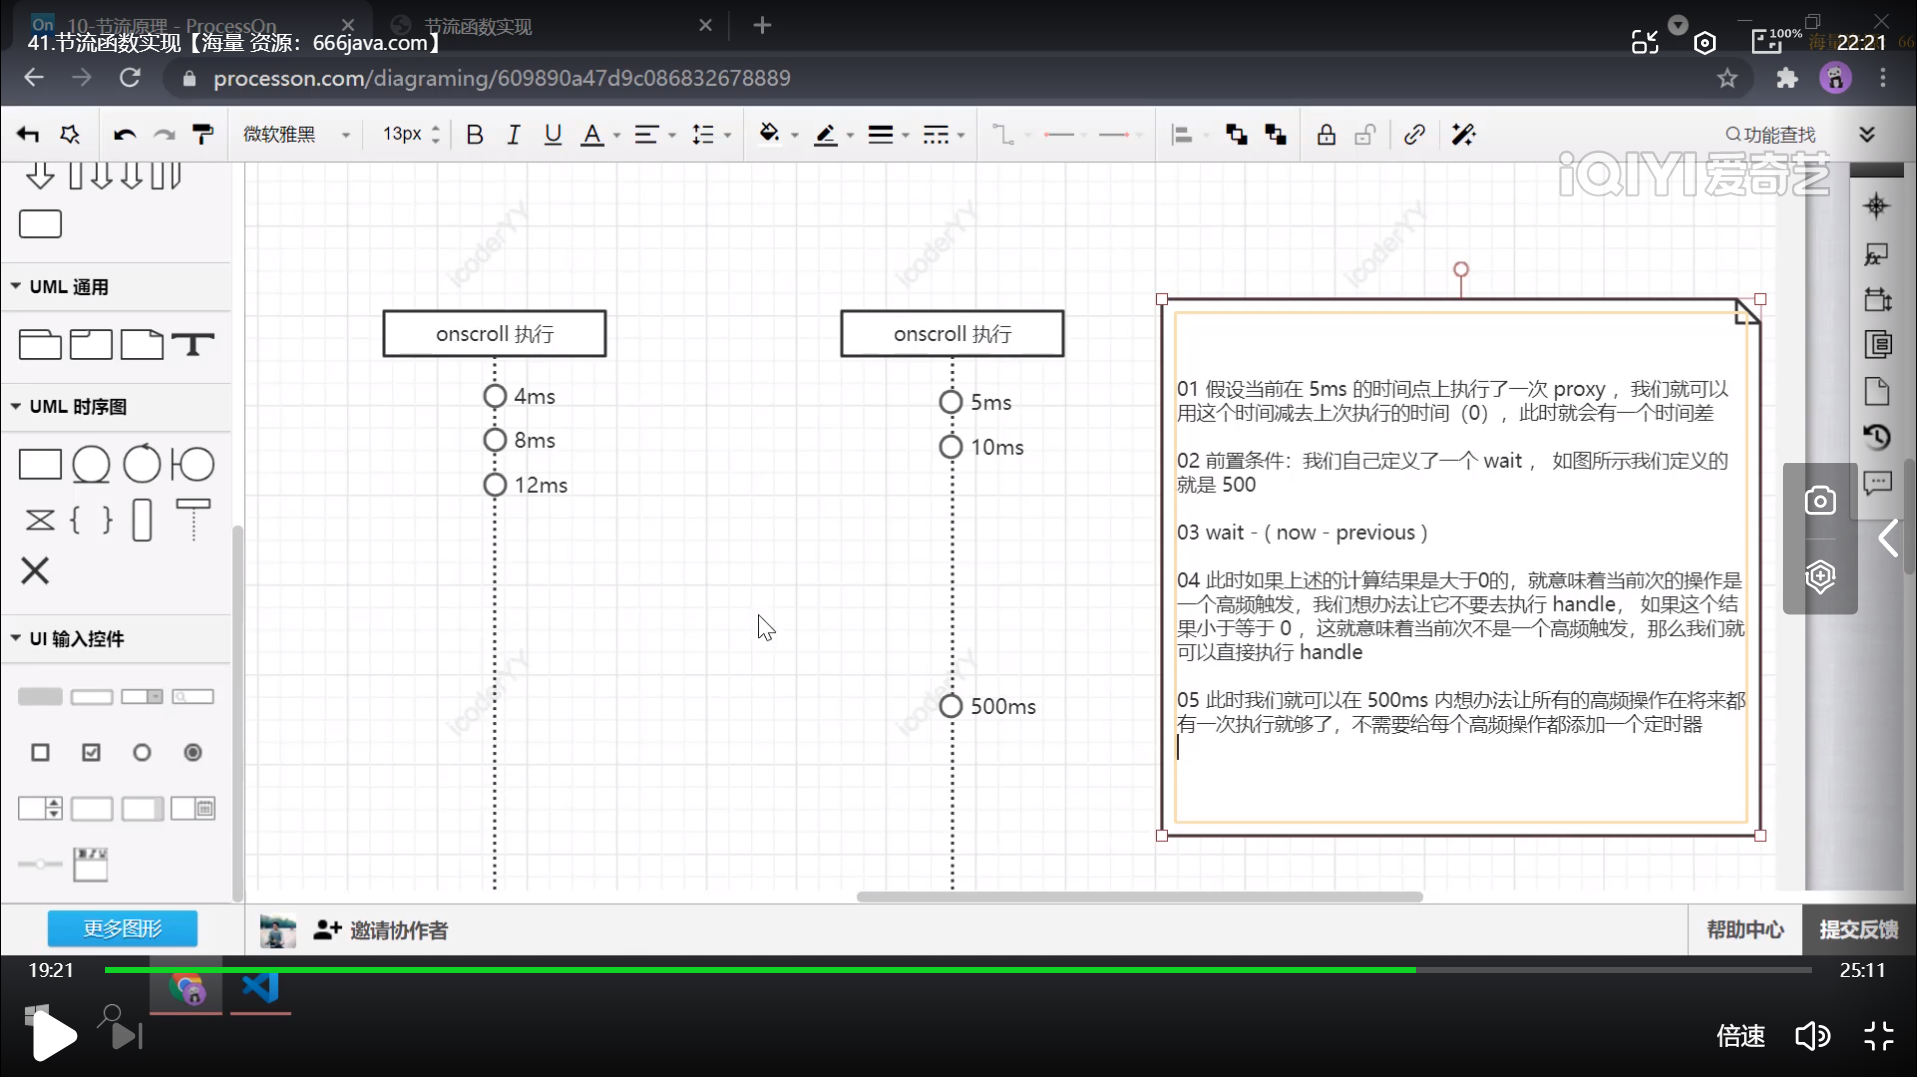 10-节流原理 - ProcessOn
节流函数实现
41.节流函数实现【海量 资源：666java.com】
100%
22:21
processon.com/diagraming/609890a47d9c086832678889
微软雅黑
13px
功能查找
iQIYI 爱奇艺
UML 通用
UML 时序图
UI 输入控件
更多图形
icoderYY
icoderYY
icoderYY
icoderYY
icoderYY
onscroll 执行
4ms
8ms
12ms
onscroll 执行
5ms
10ms
500ms
01 假设当前在 5ms 的时间点上执行了一次 proxy ，我们就可以
用这个时间减去上次执行的时间（0），此时就会有一个时间差
02 前置条件：我们自己定义了一个 wait ， 如图所示我们定义的
就是 500
03 wait - ( now - previous )
04 此时如果上述的计算结果是大于0的，就意味着当前次的操作是
一个高频触发，我们想办法让它不要去执行 handle， 如果这个结
果小于等于 0 ，这就意味着当前次不是一个高频触发，那么我们就
可以直接执行 handle
05 此时我们就可以在 500ms 内想办法让所有的高频操作在将来都
有一次执行就够了，不需要给每个高频操作都添加一个定时器
邀请协作者
帮助中心
提交反馈
19:21
25:11
倍速